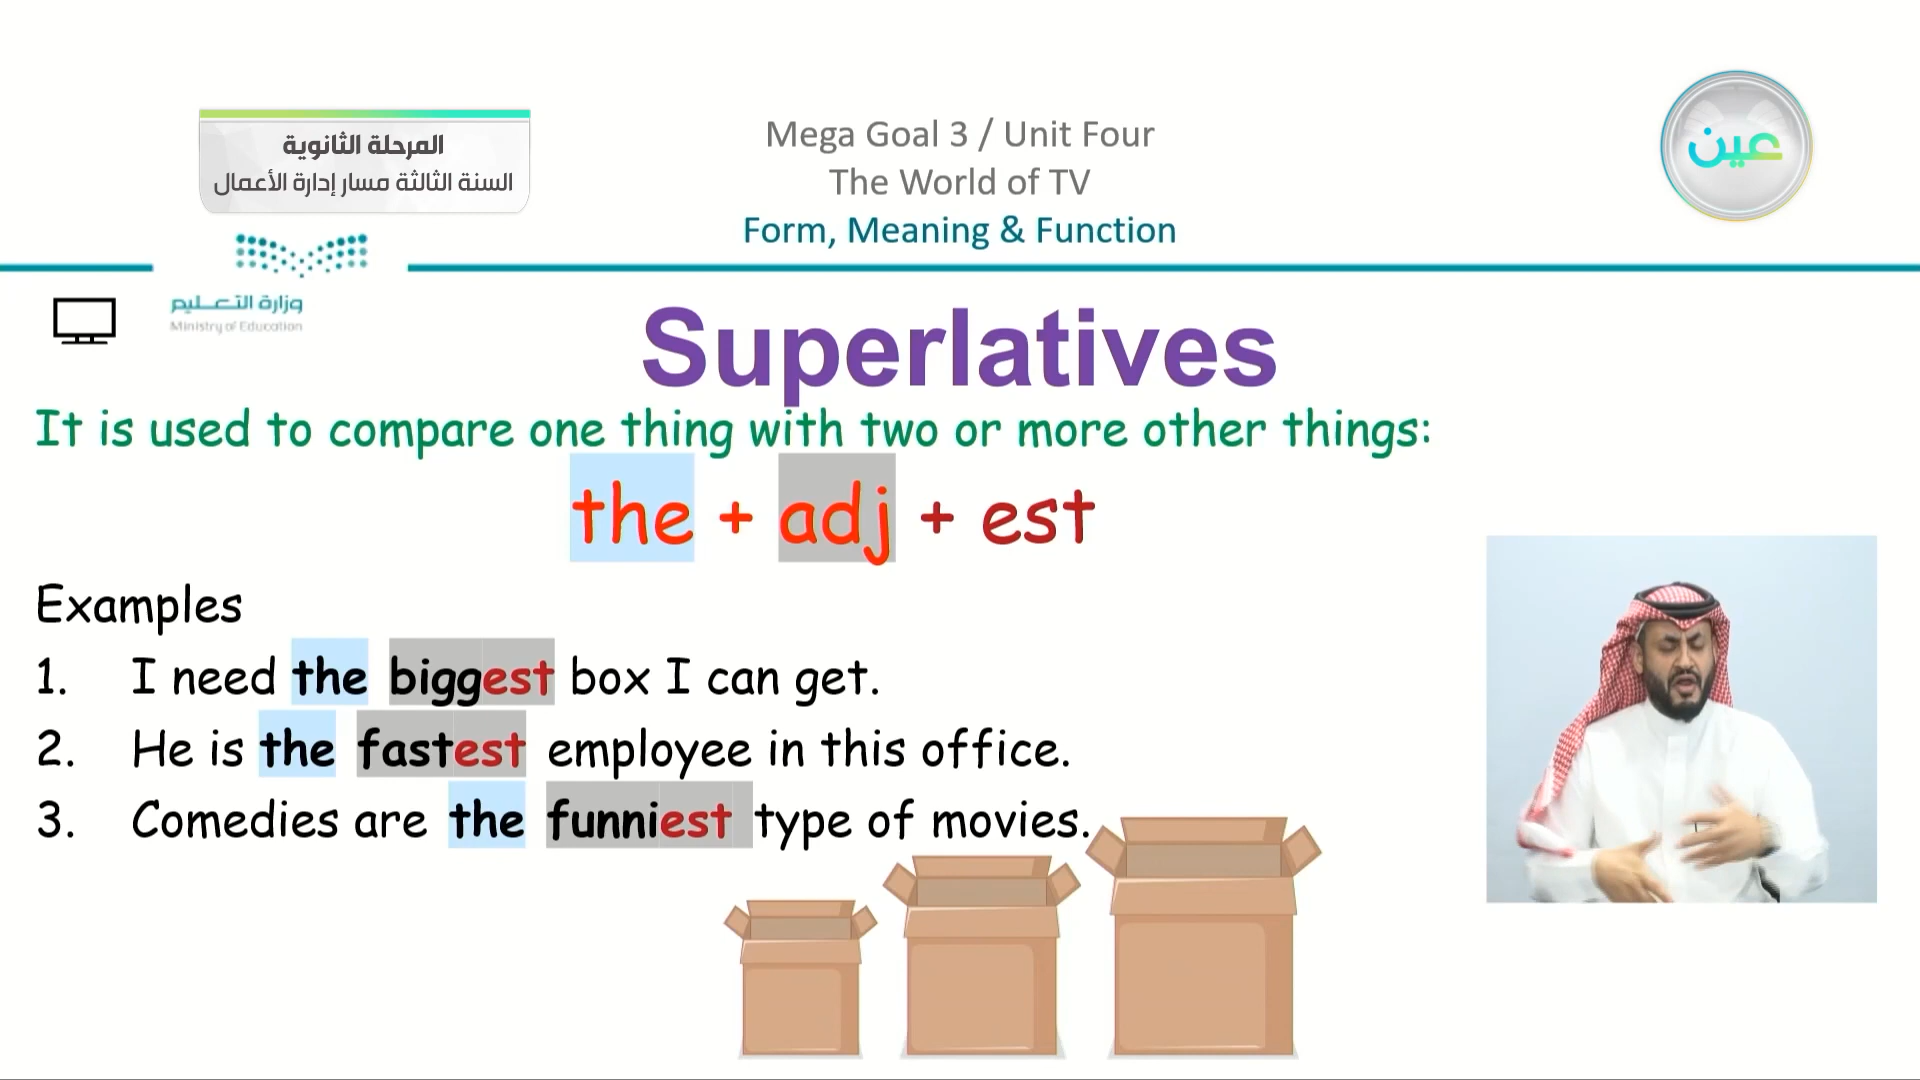 المرحلة الثانوية
السنة الثالثة مسار إدارة الأعمال
Mega Goal 3 / Unit Four
The World of TV
Form, Meaning & Function
عين
وزارة التعليم
Ministry of Education
Superlatives
It is used to compare one thing with two or more other things:
the + adj + est
Examples
1. I need the biggest box I can get.
2. He is the fastest employee in this office.
3. Comedies are the funniest type of movies.